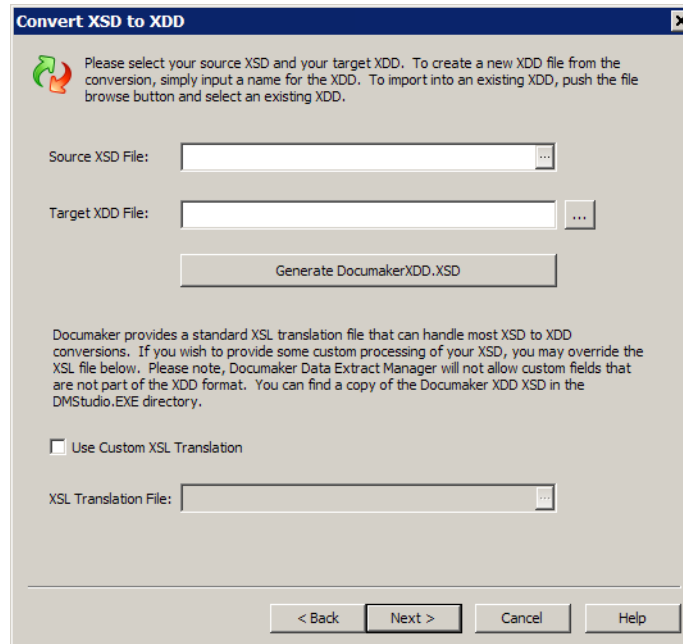 Convert XSD to XDD
Please select your source XSD and your target XDD. To create a new XDD file from the
conversion, simply input a name for the XDD. To import into an existing XDD, push the file
browse button and select an existing XDD.
Source XSD File:
...
Target XDD File:
...
Generate DocumakerXDD.XSD
Documaker provides a standard XSL translation file that can handle most XSD to XDD
conversions. If you wish to provide some custom processing of your XSD, you may override the
XSL file below. Please note, Documaker Data Extract Manager will not allow custom fields that
are not part of the XDD format. You can find a copy of the Documaker XDD XSD in the
DMStudio.EXE directory.
Use Custom XSL Translation
XSL Translation File:
...
< Back Next > Cancel Help